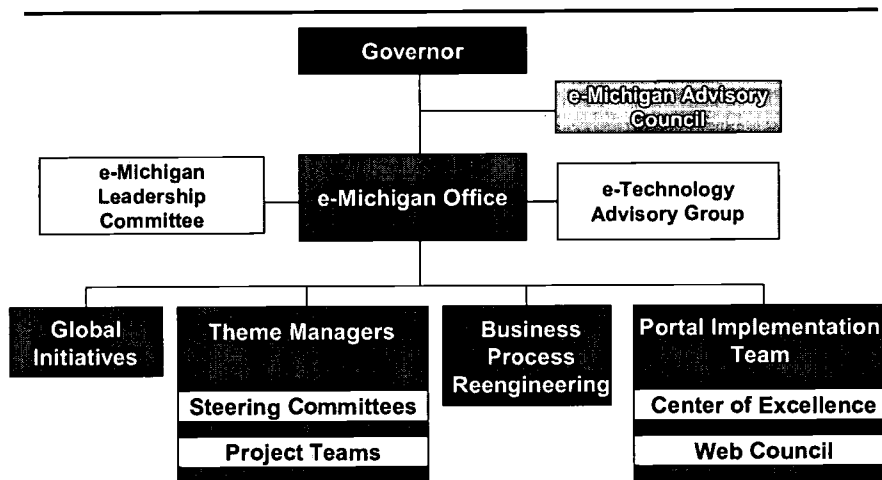 Governor
e-Michigan Advisory
Council
e-Michigan
Leadership
Committee
e-Michigan Office
e-Technology
Advisory Group
Global
Initiatives
Theme Managers
Steering Committees
Project Teams
Business
Process
Reengineering
Portal Implementation
Team
Center of Excellence
Web Council